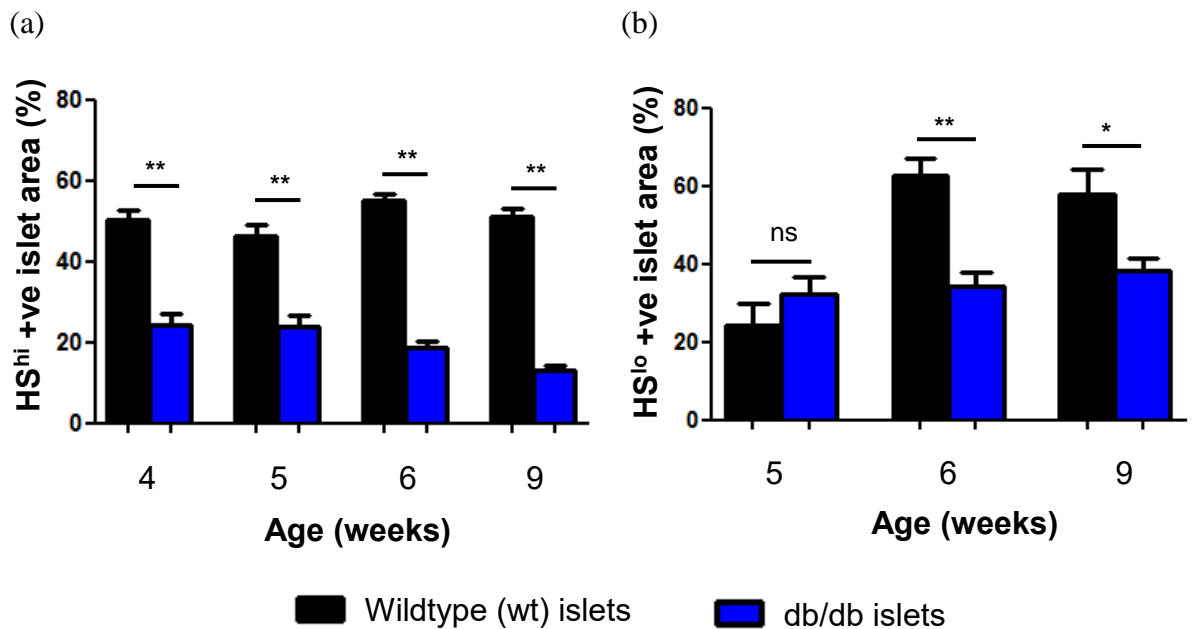 (a)
HS^hi +ve islet area (%)
80
60
40
20
0
**
**
**
**
4 5 6 9
Age (weeks)
(b)
HS^lo +ve islet area (%)
80
60
40
20
0
ns
**
*
5 6 9
Age (weeks)
Wildtype (wt) islets
db/db islets